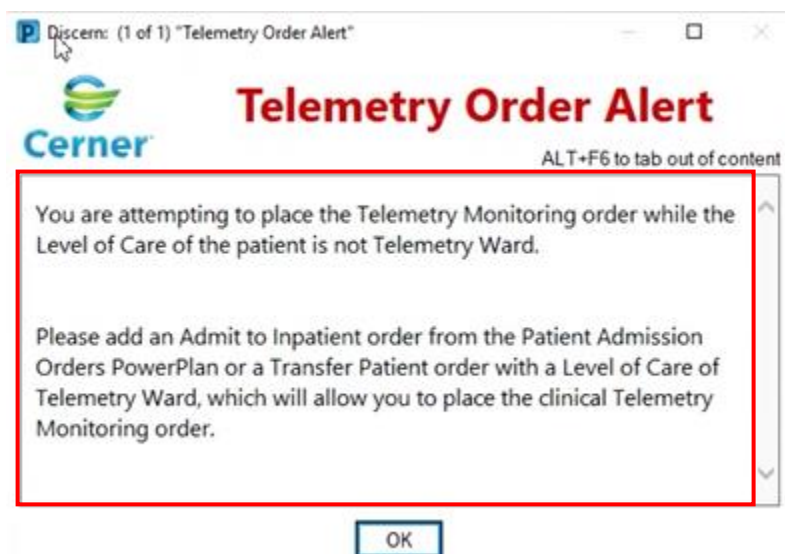 Discern: (1 of 1) "Telemetry Order Alert"
Cerner
Telemetry Order Alert
ALT+F6 to tab out of content
You are attempting to place the Telemetry Monitoring order while the
Level of Care of the patient is not Telemetry Ward.
Please add an Admit to Inpatient order from the Patient Admission
Orders PowerPlan or a Transfer Patient order with a Level of Care of
Telemetry Ward, which will allow you to place the clinical Telemetry
Monitoring order.
OK